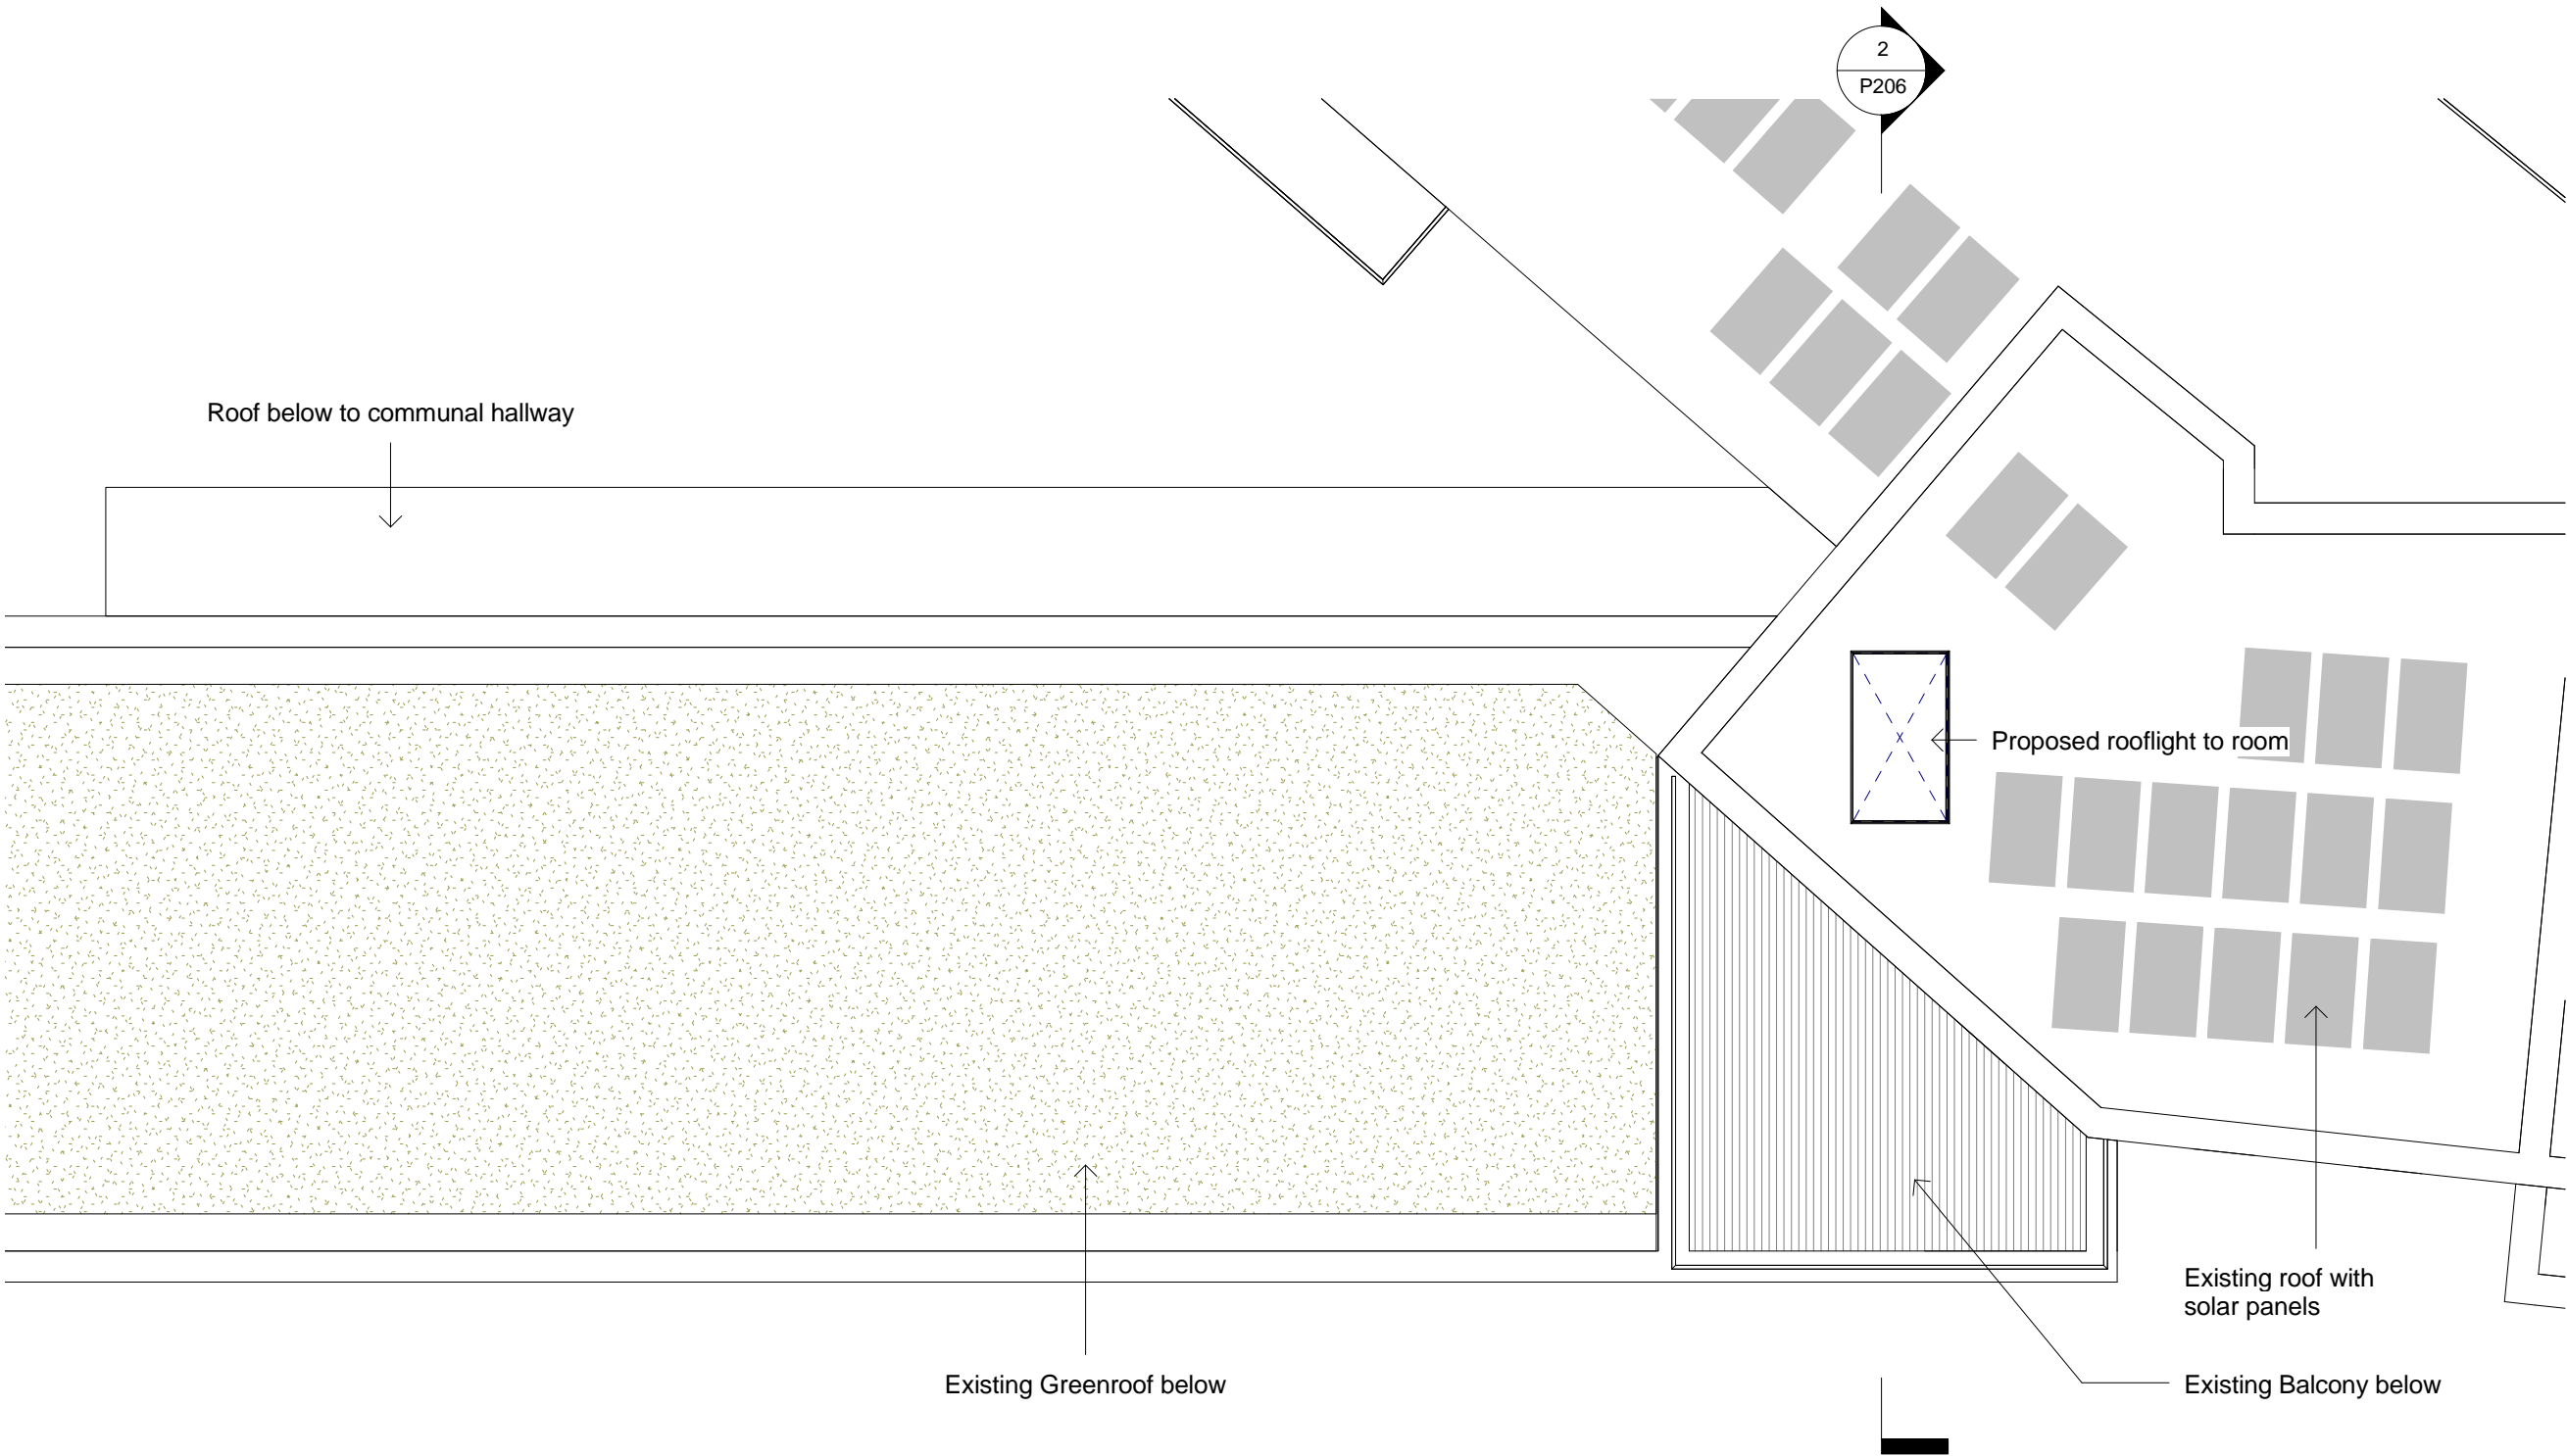 2
P206
Roof below to communal hallway
Proposed rooflight to room
Existing roof with
solar panels
Existing Greenroof below
Existing Balcony below